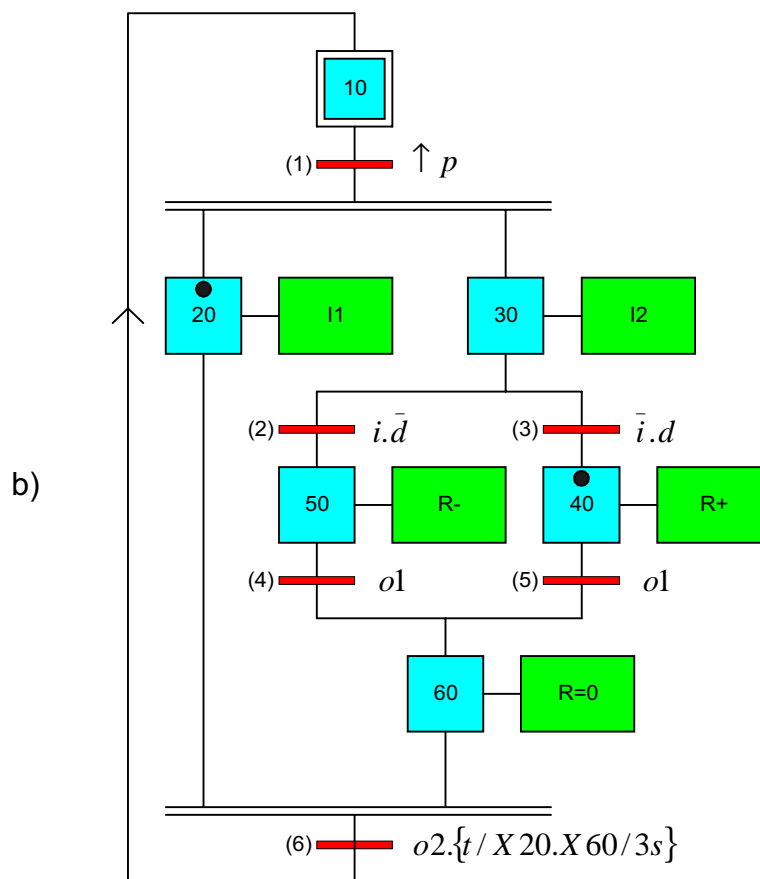 10
(1) ↑ p
20 I1 30 I2
(2) i.d̅ (3) i̅.d
b)
50 R- 40 R+
(4) o1 (5) o1
60 R=0
(6) o2.{t/X20.X60/3s}